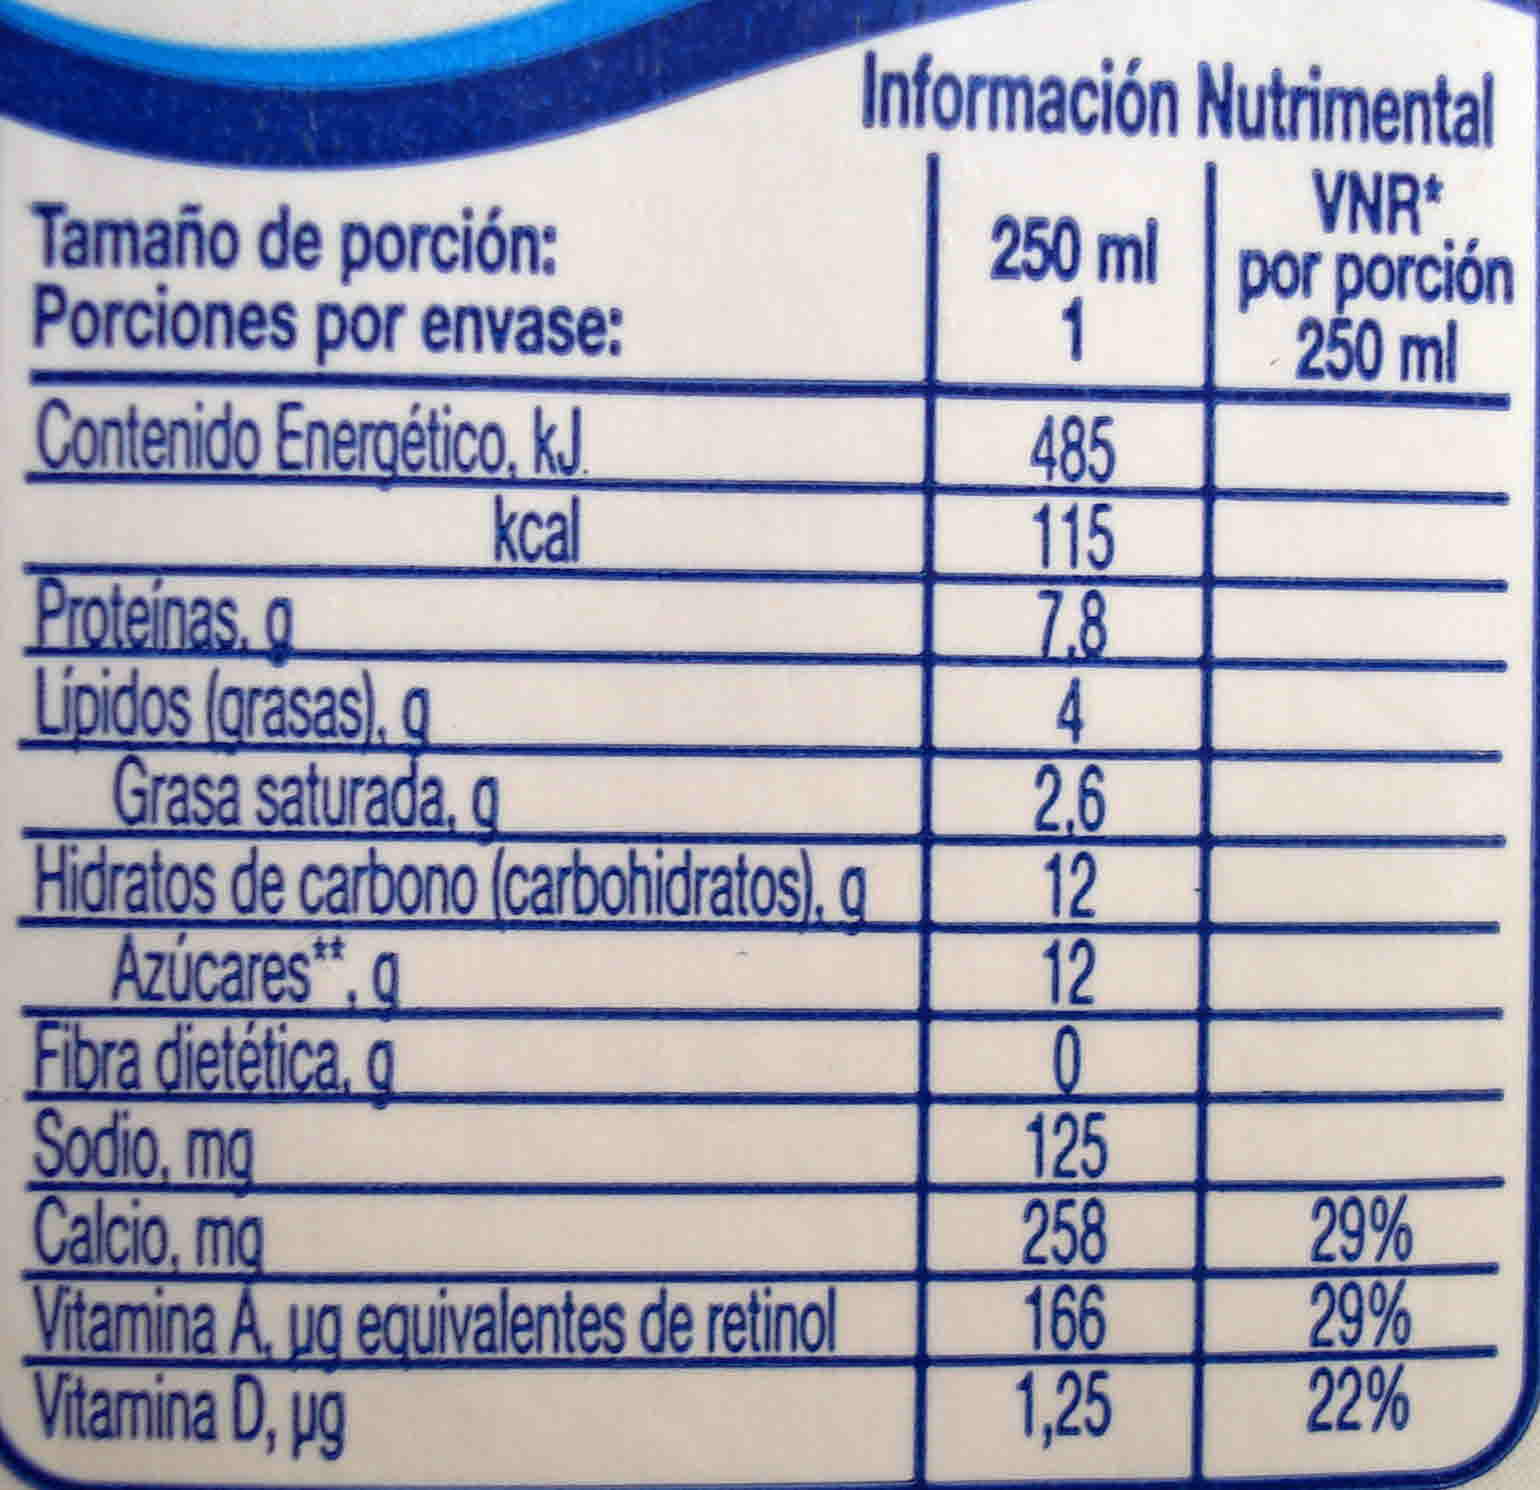 Información Nutrimental
Tamaño de porción: 250 ml VNR*
Porciones por envase: 1 por porción
250 ml
Contenido Energético, kJ 485
kcal 115
Proteínas, g 7,8
Lípidos (grasas), g 4
Grasa saturada, g 2,6
Hidratos de carbono (carbohidratos), g 12
Azúcares**, g 12
Fibra dietética, g 0
Sodio, mg 125
Calcio, mg 258 29%
Vitamina A, µg equivalentes de retinol 166 29%
Vitamina D, µg 1,25 22%